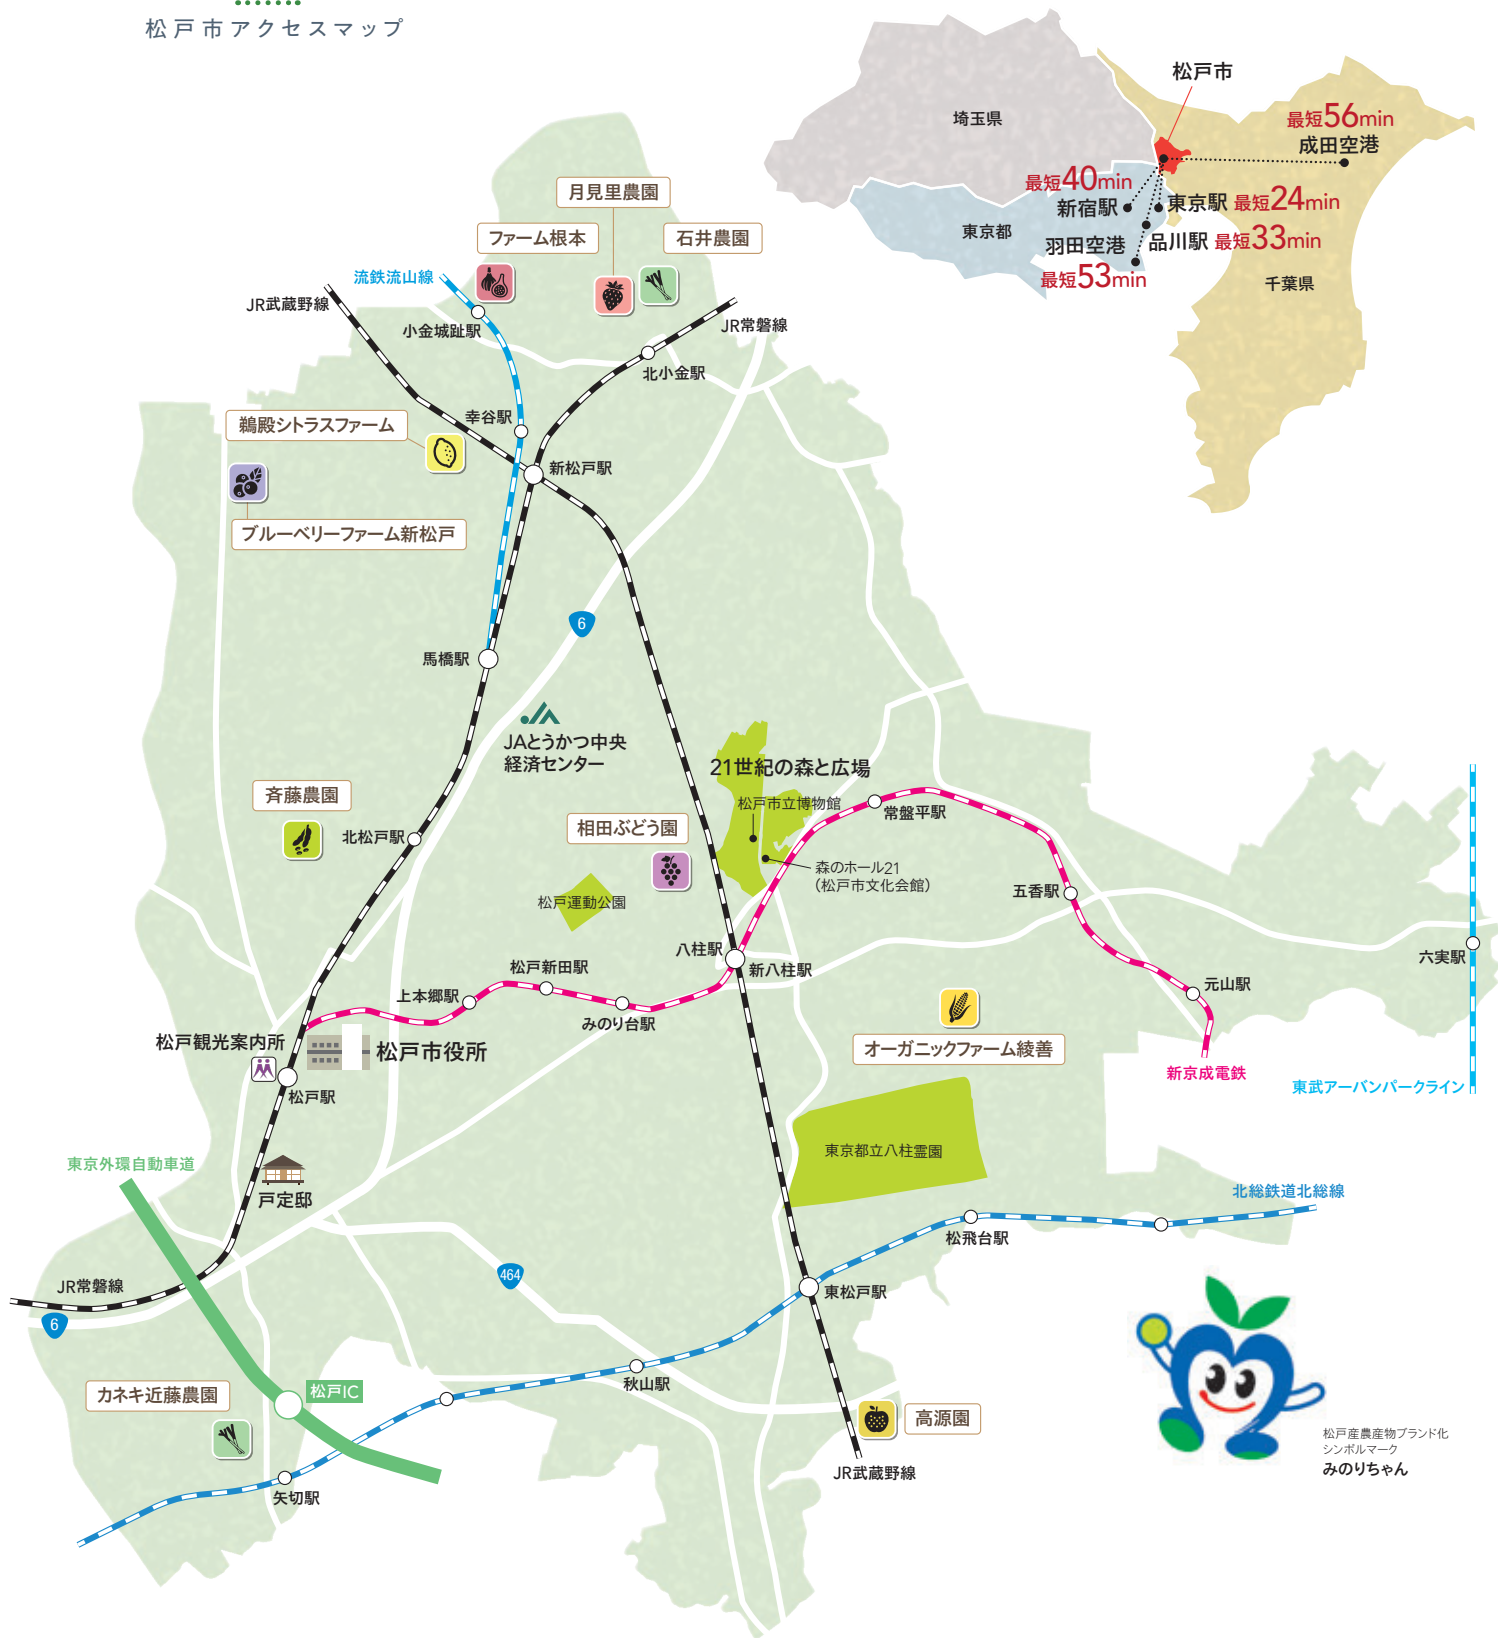 松戸市アクセスマップ
松戸市
埼玉県
最短56min
成田空港
最短40min
新宿駅
東京駅 最短24min
東京都
羽田空港
品川駅 最短33min
最短53min
千葉県
月見里農園
ファーム根本
石井農園
流鉄流山線
JR武蔵野線
小金城趾駅
JR常磐線
北小金駅
幸谷駅
鵜殿シトラスファーム
新松戸駅
ブルーベリーファーム新松戸
6
馬橋駅
JAとうかつ中央
経済センター
21世紀の森と広場
斉藤農園
松戸市立博物館
常盤平駅
相田ぶどう園
北松戸駅
森のホール21
(松戸市文化会館)
五香駅
松戸運動公園
八柱駅
新八柱駅
六実駅
松戸新田駅
上本郷駅
元山駅
みのり台駅
松戸観光案内所
松戸市役所
オーガニックファーム綾善
新京成電鉄
東武アーバンパークライン
松戸駅
東京都立八柱霊園
東京外環自動車道
戸定邸
北総鉄道北総線
松飛台駅
464
JR常磐線
東松戸駅
6
秋山駅
カネキ近藤農園
松戸IC
高源園
JR武蔵野線
矢切駅
松戸産農産物ブランド化
シンボルマーク
みのりちゃん